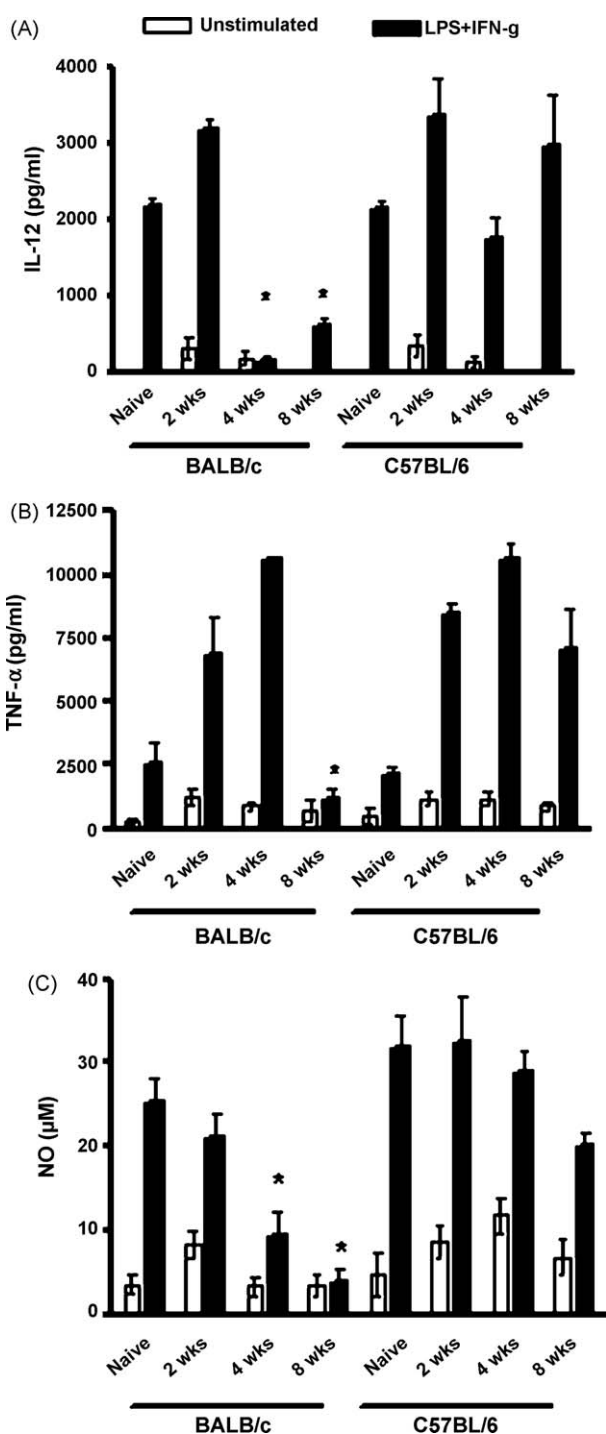 (A)
Unstimulated LPS+IFN-g
IL-12 (pg/ml)
4000
3000
2000
1000
0
Naive 2 wks 4 wks 8 wks Naive 2 wks 4 wks 8 wks
* *
BALB/c C57BL/6
(B)
TNF-α (pg/ml)
12500
10000
7500
5000
2500
0
*
Naive 2 wks 4 wks 8 wks Naive 2 wks 4 wks 8 wks
BALB/c C57BL/6
(C)
NO (µM)
40
30
20
10
0
* *
Naive 2 wks 4 wks 8 wks Naive 2 wks 4 wks 8 wks
BALB/c C57BL/6